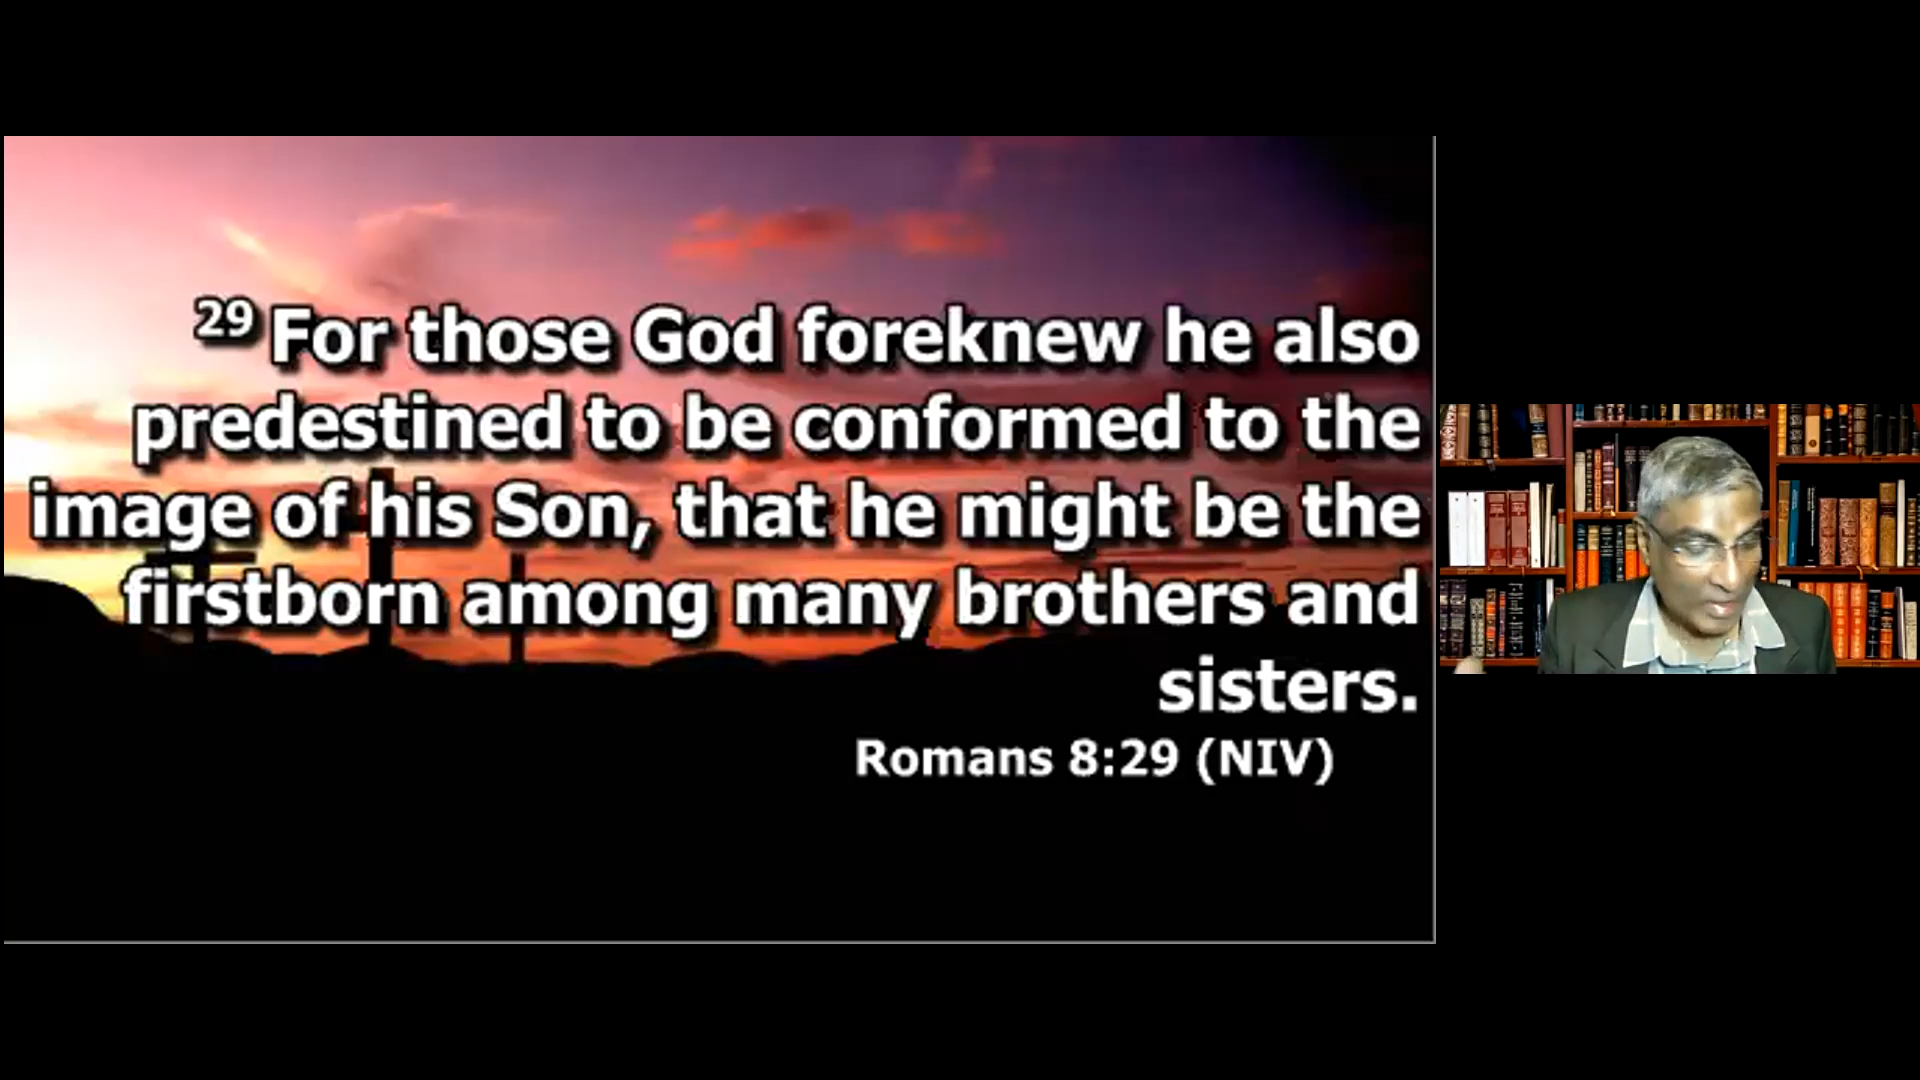 29 For those God foreknew he also
predestined to be conformed to the
image of his Son, that he might be the
firstborn among many brothers and
sisters.
Romans 8:29 (NIV)